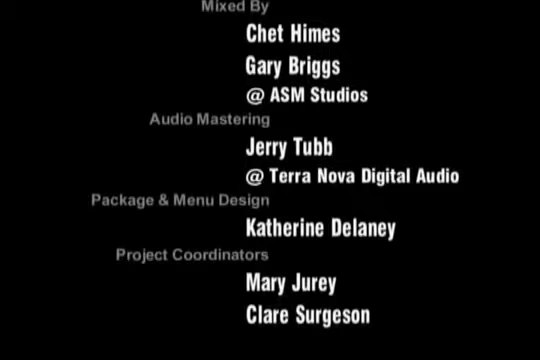 Mixed By
Chet Himes
Gary Briggs
@ ASM Studios
Audio Mastering
Jerry Tubb
@ Terra Nova Digital Audio
Package & Menu Design
Katherine Delaney
Project Coordinators
Mary Jurey
Clare Surgeson